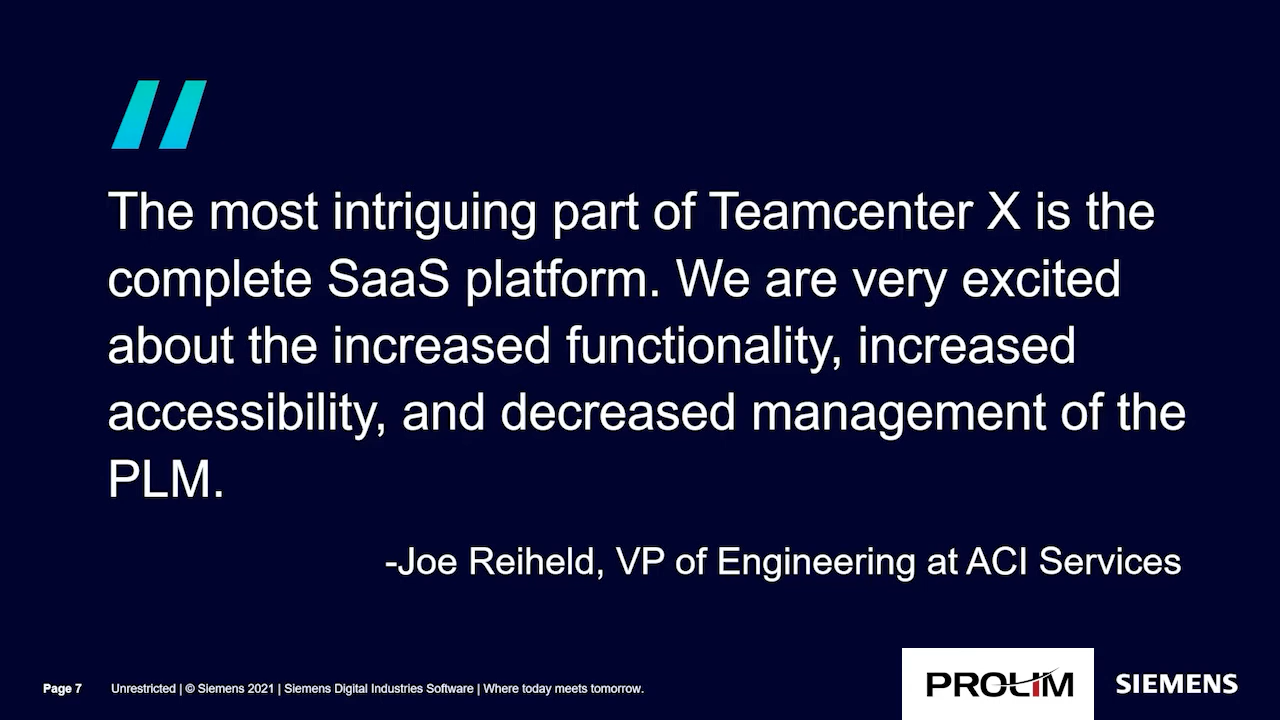 The most intriguing part of Teamcenter X is the
complete SaaS platform. We are very excited
about the increased functionality, increased
accessibility, and decreased management of the
PLM.
-Joe Reiheld, VP of Engineering at ACI Services
Page 7 Unrestricted | © Siemens 2021 | Siemens Digital Industries Software | Where today meets tomorrow.
PROLIM
SIEMENS